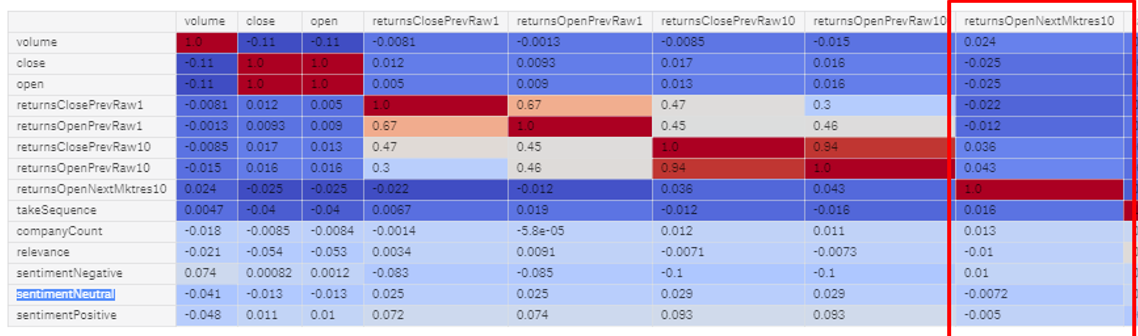 volume close open returnsClosePrevRaw1 returnsOpenPrevRaw1 returnsClosePrevRaw10 returnsOpenPrevRaw10 returnsOpenNextMktres10
volume 1.0 -0.11 -0.11 -0.0081 -0.0013 -0.0085 -0.015 0.024
close -0.11 1.0 1.0 0.012 0.0093 0.017 0.016 -0.025
open -0.11 1.0 1.0 0.005 0.009 0.013 0.016 -0.025
returnsClosePrevRaw1 -0.0081 0.012 0.005 1.0 0.67 0.47 0.3 -0.022
returnsOpenPrevRaw1 -0.0013 0.0093 0.009 0.67 1.0 0.45 0.46 -0.012
returnsClosePrevRaw10 -0.0085 0.017 0.013 0.47 0.45 1.0 0.94 0.036
returnsOpenPrevRaw10 -0.015 0.016 0.016 0.3 0.46 0.94 1.0 0.043
returnsOpenNextMktres10 0.024 -0.025 -0.025 -0.022 -0.012 0.036 0.043 1.0
takeSequence 0.0047 -0.04 -0.04 0.0067 0.019 -0.012 -0.016 0.016
companyCount -0.018 -0.0085 -0.0084 -0.0014 -5.8e-05 0.012 0.011 0.013
relevance -0.021 -0.054 -0.053 0.0034 0.0091 -0.0071 -0.0073 -0.01
sentimentNegative 0.074 0.00082 0.0012 -0.083 -0.085 -0.1 -0.1 0.01
sentimentNeutral -0.041 -0.013 -0.013 0.025 0.025 0.029 0.029 -0.0072
sentimentPositive -0.048 0.011 0.01 0.072 0.074 0.093 0.093 -0.005